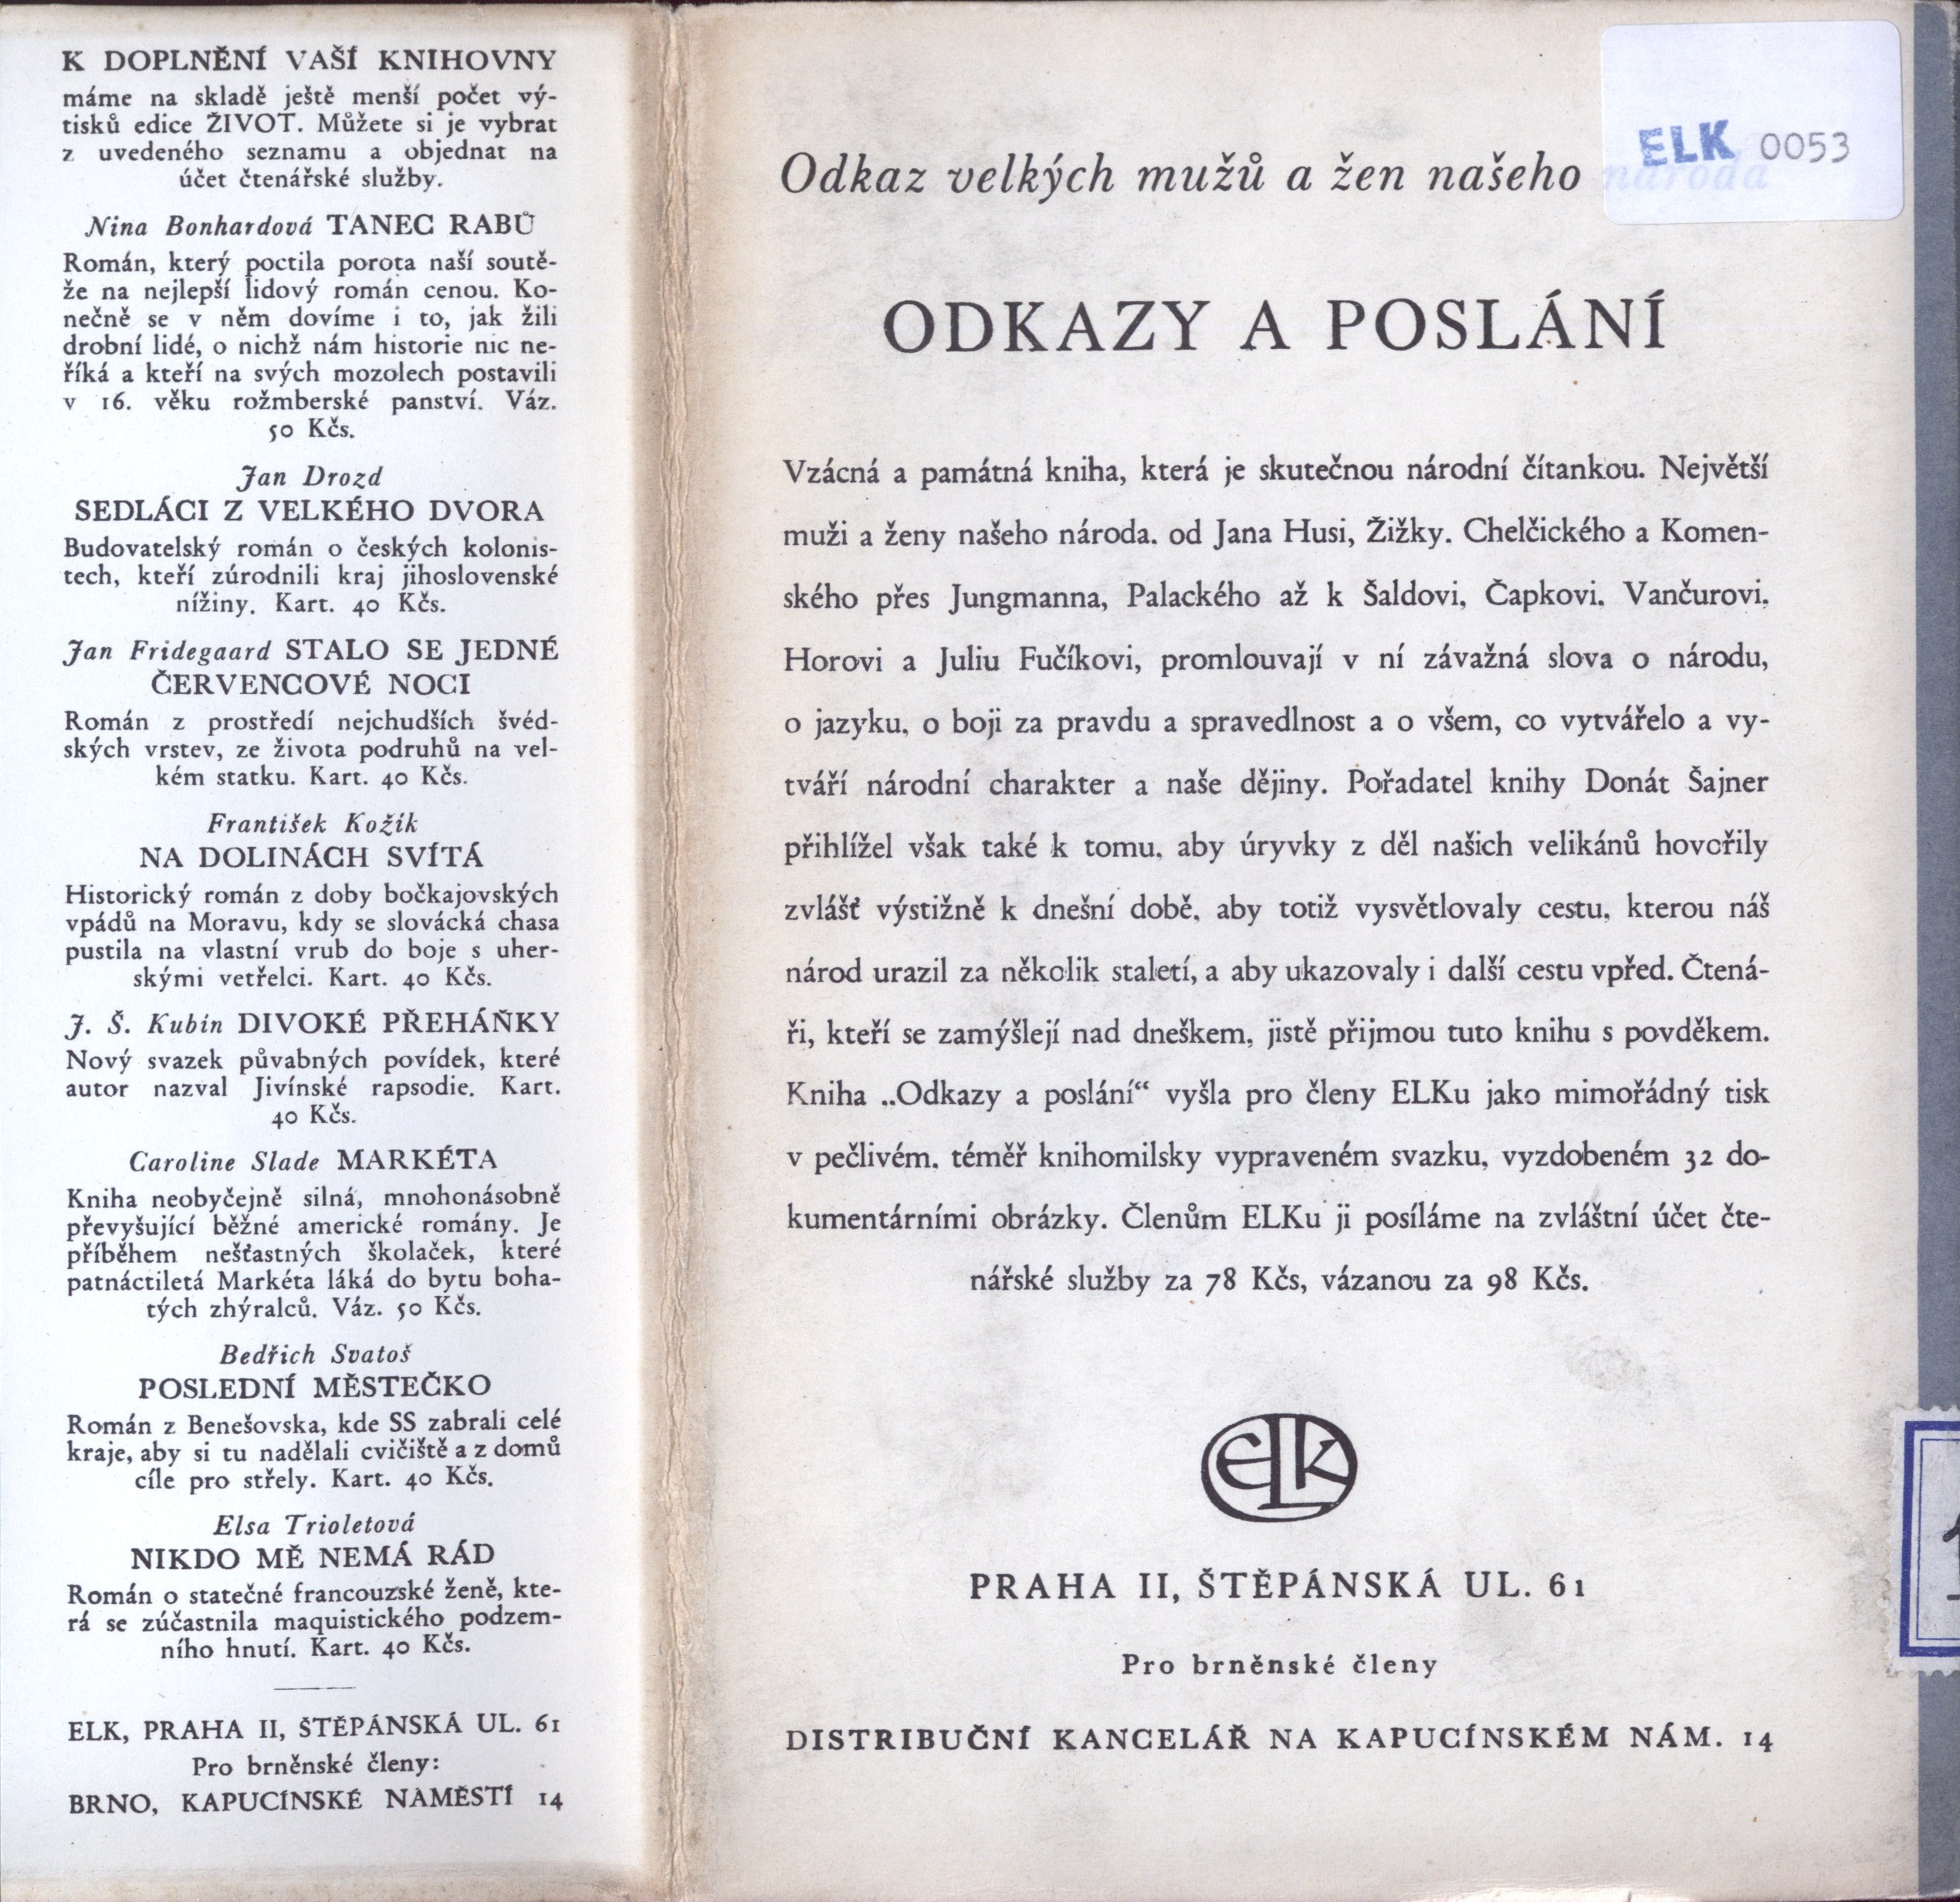 K DOPLNĚNÍ VAŠÍ KNIHOVNY
máme na skladě ještě menší počet vý-
tisků edice ŽIVOT. Můžete si je vybrat
z uvedeného seznamu a objednat na
účet čtenářské služby.
Nina Bonhardová TANEC RABŮ
Román, který poctila porota naší soutě-
že na nejlepší lidový román cenou. Ko-
nečně se v něm dovíme i to, jak žili
drobní lidé, o nichž nám historie nic ne-
říká a kteří na svých mozolech postavili
v 16. věku rožmberské panství. Váz.
50 Kčs.
Jan Drozd
SEDLÁCI Z VELKÉHO DVORA
Budovatelský román o českých kolonis-
tech, kteří zúrodnili kraj jihoslovenské
nížiny. Kart. 40 Kčs.
Jan Fridegaard STALO SE JEDNÉ
ČERVENCOVÉ NOCI
Román z prostředí nejchudších švéd-
ských vrstev, ze života podruhů na vel-
kém statku. Kart. 40 Kčs.
František Kožík
NA DOLINÁCH SVÍTÁ
Historický román z doby bočkajovských
vpádů na Moravu, kdy se slovácká chasa
pustila na vlastní vrub do boje s uher-
skými vetřelci. Kart. 40 Kčs.
J. Š. Kubín DIVOKÉ PŘEHÁŇKY
Nový svazek půvabných povídek, které
autor nazval Jivínské rapsodie. Kart.
40 Kčs.
Caroline Slade MARKÉTA
Kniha neobyčejně silná, mnohonásobně
převyšující běžné americké romány. Je
příběhem nešťastných školaček, které
patnáctiletá Markéta láká do bytu boha-
tých zhýralců. Váz. 50 Kčs.
Bedřich Svatoš
POSLEDNÍ MĚSTEČKO
Román z Benešovska, kde SS zabrali celé
kraje, aby si tu nadělali cvičiště a z domů
cíle pro střely. Kart. 40 Kčs.
Elsa Trioletová
NIKDO MĚ NEMÁ RÁD
Román o statečné francouzské ženě, kte-
rá se zúčastnila maquistického podzem-
ního hnutí. Kart. 40 Kčs.
ELK, PRAHA II, ŠTĚPÁNSKÁ UL. 61
Pro brněnské členy:
BRNO, KAPUCÍNSKÉ NÁMĚSTÍ 14
ELK 0053
Odkaz velkých mužů a žen našeho národa
ODKAZY A POSLÁNÍ
Vzácná a památná kniha, která je skutečnou národní čítankou. Největší
muži a ženy našeho národa. od Jana Husi, Žižky. Chelčického a Komen-
ského přes Jungmanna, Palackého až k Šaldovi, Čapkovi. Vančurovi.
Horovi a Juliu Fučíkovi, promlouvají v ní závažná slova o národu,
o jazyku, o boji za pravdu a spravedlnost a o všem, co vytvářelo a vy-
tváří národní charakter a naše dějiny. Pořadatel knihy Donát Šajner
přihlížel však také k tomu. aby úryvky z děl našich velikánů hovořily
zvlášť výstižně k dnešní době, aby totiž vysvětlovaly cestu, kterou náš
národ urazil za několik staletí, a aby ukazovaly i další cestu vpřed. Čtená-
ři, kteří se zamýšlejí nad dneškem, jistě přijmou tuto knihu s povděkem.
Kniha „Odkazy a poslání“ vyšla pro členy ELKu jako mimořádný tisk
v pečlivém. téměř knihomilsky vypraveném svazku, vyzdobeném 32 do-
kumentárními obrázky. Členům ELKu ji posíláme na zvláštní účet čte-
nářské služby za 78 Kčs, vázanou za 98 Kčs.
ELK
PRAHA II, ŠTĚPÁNSKÁ UL. 61
Pro brněnské členy
DISTRIBUČNÍ KANCELÁŘ NA KAPUCÍNSKÉM NÁM. 14